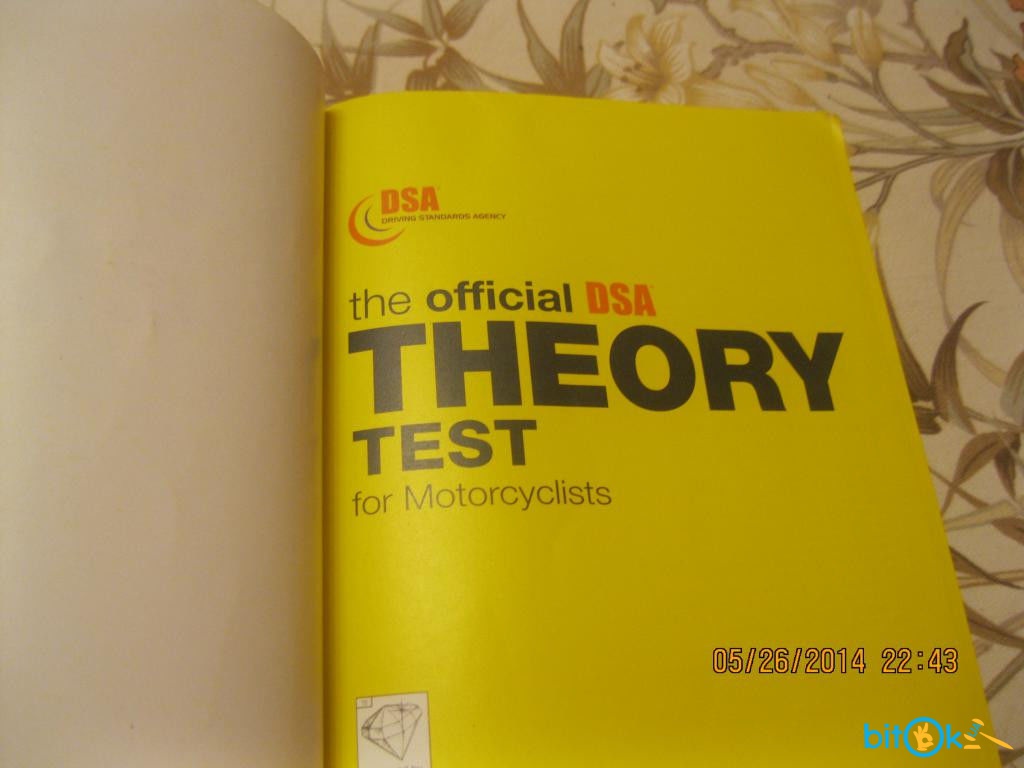 DSA
DRIVING STANDARDS AGENCY
the official DSA
THEORY
TEST
for Motorcyclists
05/26/2014 22:43
bitOk